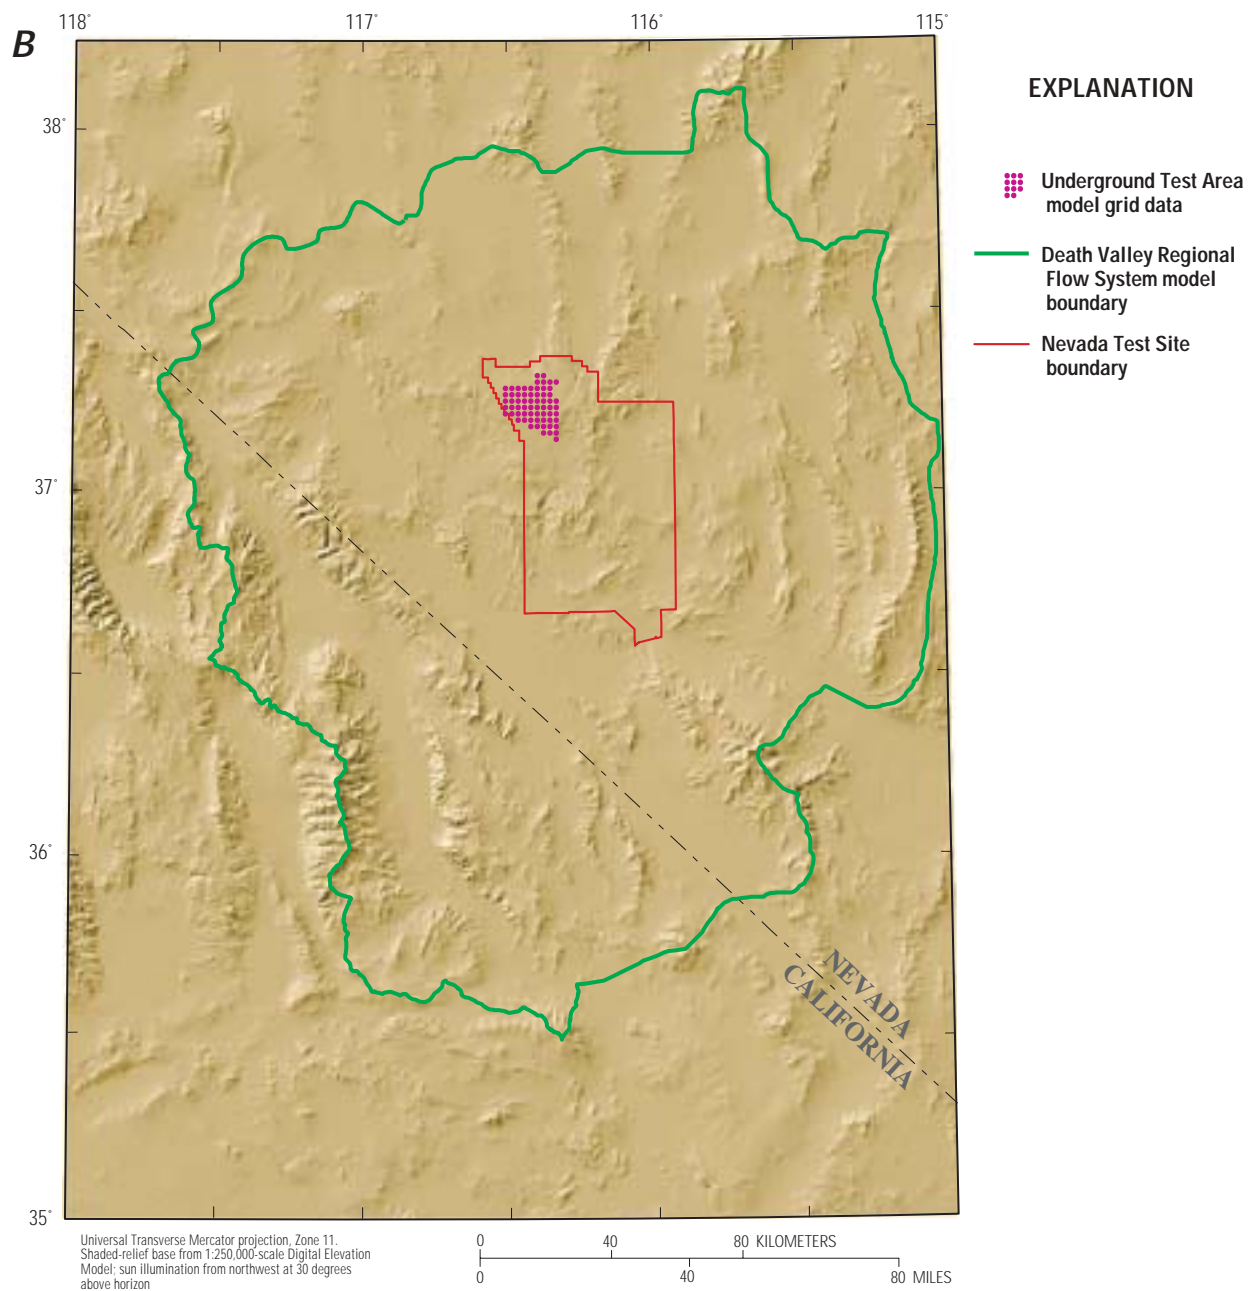 B
118°
117°
116°
115°
38°
37°
36°
35°
EXPLANATION
Underground Test Area
model grid data
Death Valley Regional
Flow System model
boundary
Nevada Test Site
boundary
NEVADA
CALIFORNIA
Universal Transverse Mercator projection, Zone 11.
Shaded-relief base from 1:250,000-scale Digital Elevation
Model; sun illumination from northwest at 30 degrees
above horizon
0 40 80 KILOMETERS
0 40 80 MILES